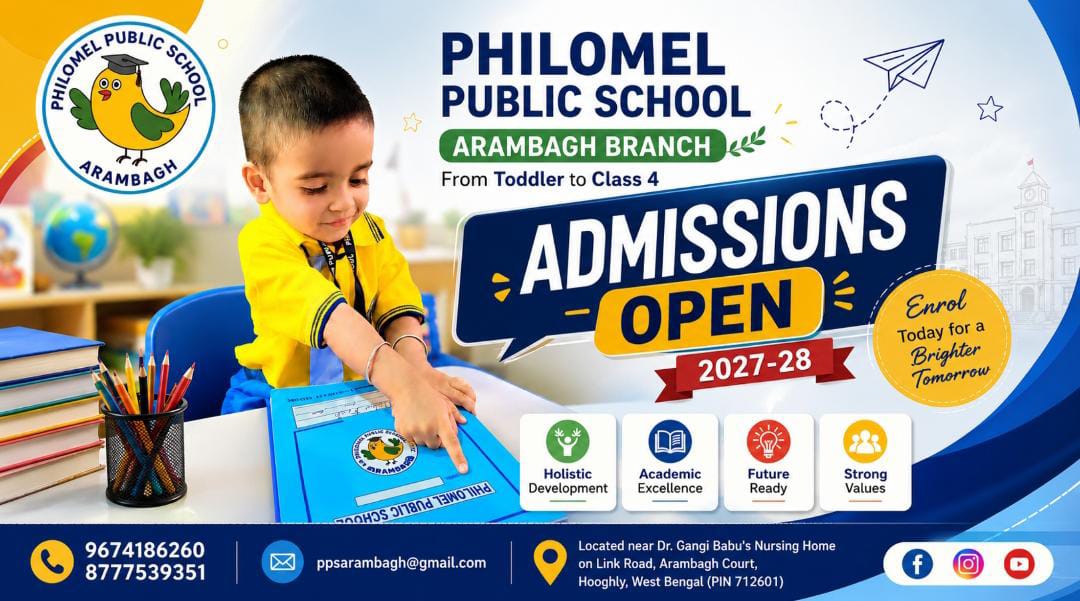 PHILOMEL PUBLIC SCHOOL
ARAMBAGH
PHILOMEL
PUBLIC SCHOOL
ARAMBAGH BRANCH
From Toddler to Class 4
ADMISSIONS
OPEN
2027-28
Enrol
Today for a
Brighter
Tomorrow
PHILOMEL PUBLIC SCHOOL
Holistic
Development
Academic
Excellence
Future
Ready
Strong
Values
9674186260
8777539351
ppsarambagh@gmail.com
Located near Dr. Gangi Babu's Nursing Home
on Link Road, Arambagh Court,
Hooghly, West Bengal (PIN 712601)